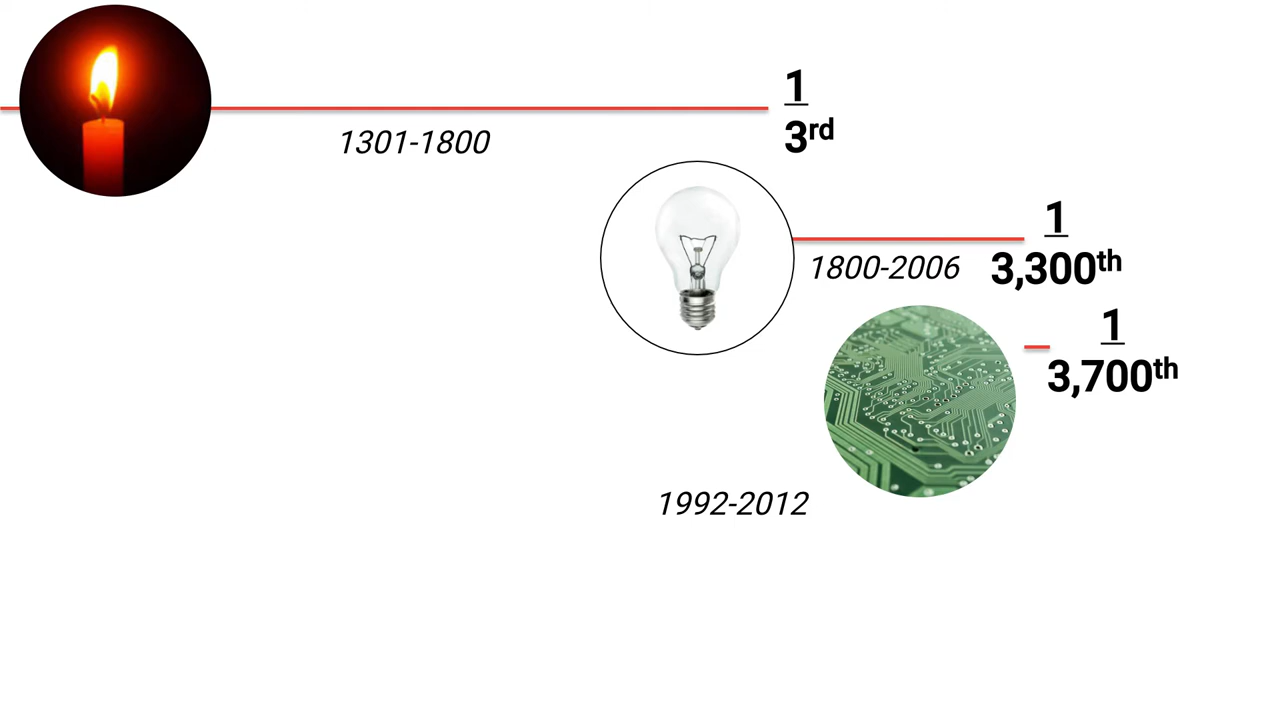 1
3rd
1301-1800
1
3,300th
1800-2006
1
3,700th
1992-2012